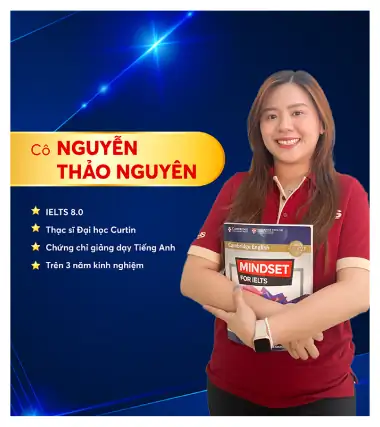 Cô NGUYỄN
THẢO NGUYÊN
IELTS 8.0
Thạc sĩ Đại học Curtin
Chứng chỉ giảng dạy Tiếng Anh
Trên 3 năm kinh nghiệm
Cambridge English
MINDSET
FOR IELTS